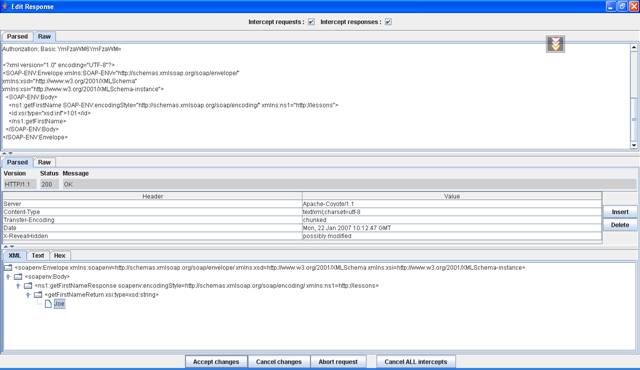 Edit Response
Intercept requests : Intercept responses :
Parsed Raw
Authorization: Basic YmFzaWM6YmFzaWM=
<?xml version="1.0" encoding="UTF-8"?>
<SOAP-ENV:Envelope xmlns:SOAP-ENV="http://schemas.xmlsoap.org/soap/envelope/"
xmlns:xsd="http://www.w3.org/2001/XMLSchema"
xmlns:xsi="http://www.w3.org/2001/XMLSchema-instance">
<SOAP-ENV:Body>
<ns1:getFirstName SOAP-ENV:encodingStyle="http://schemas.xmlsoap.org/soap/encoding/" xmlns:ns1="http://lessons">
<id xsi:type="xsd:int">101</id>
</ns1:getFirstName>
</SOAP-ENV:Body>
</SOAP-ENV:Envelope>
Parsed Raw
Version Status Message
HTTP/1.1 200 OK
Header Value
Server Apache-Coyote/1.1
Content-Type text/xml;charset=utf-8
Transfer-Encoding chunked
Date Mon, 22 Jan 2007 10:12:47 GMT
X-RevealHidden possibly modified
Insert
Delete
XML Text Hex
<soapenv:Envelope xmlns:soapenv=http://schemas.xmlsoap.org/soap/envelope/ xmlns:xsd=http://www.w3.org/2001/XMLSchema xmlns:xsi=http://www.w3.org/2001/XMLSchema-instance>
<soapenv:Body>
<ns1:getFirstNameResponse soapenv:encodingStyle=http://schemas.xmlsoap.org/soap/encoding/ xmlns:ns1=http://lessons>
<getFirstNameReturn xsi:type=xsd:string>
Joe
Accept changes Cancel changes Abort request Cancel ALL intercepts